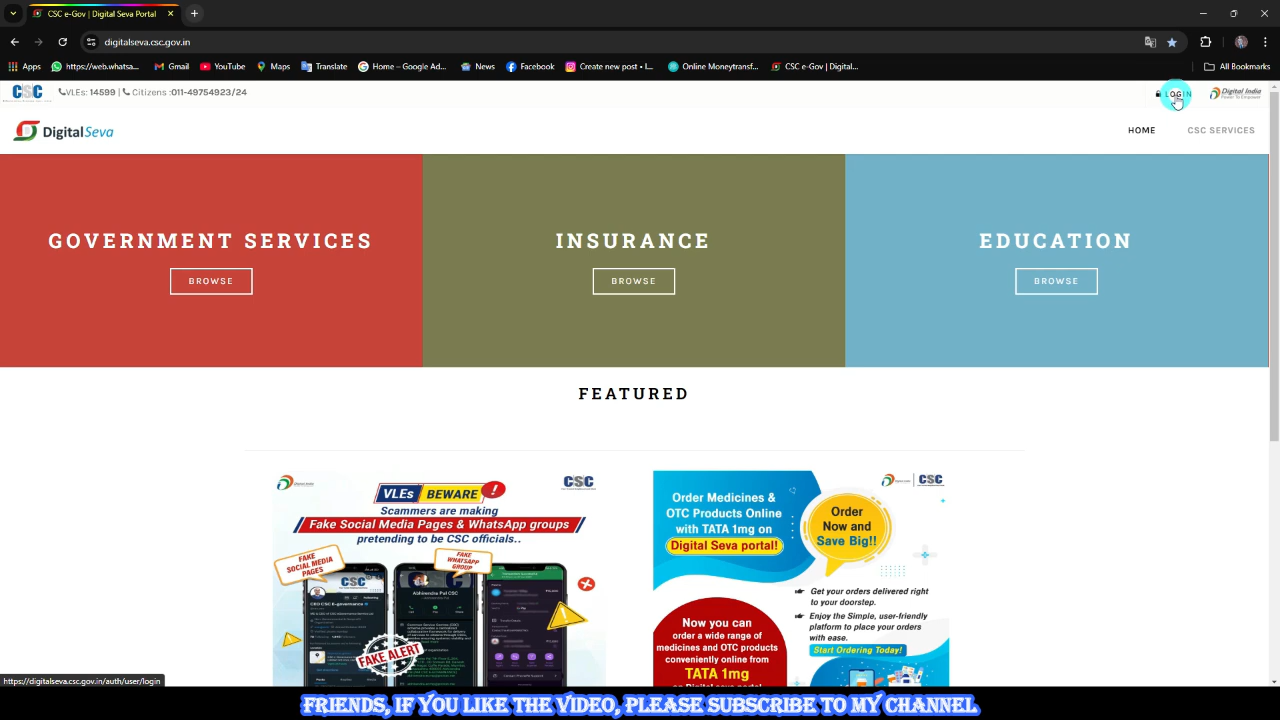 CSC e-Gov | Digital Seva Portal
digitalseva.csc.gov.in
Apps
https://web.whatsa...
Gmail
YouTube
Maps
Translate
Home – Google Ad...
News
Facebook
Create new post • I...
Online Moneytransf...
CSC e-Gov | Digital...
All Bookmarks
CSC
VLEs: 14599 | Citizens :011-49754923/24
LOGIN
Digital India
Power To Empower
DigitalSeva
HOME
CSC SERVICES
GOVERNMENT SERVICES
BROWSE
INSURANCE
BROWSE
EDUCATION
BROWSE
FEATURED
CSC
VLEs BEWARE !
Scammers are making
Fake Social Media Pages & WhatsApp groups
pretending to be CSC officials..
FAKE
SOCIAL MEDIA
PAGES
FAKE
WHATSAPP
GROUP
CSC
Abhirendra Pal CSC
FAKE ALERT
CSC
Order Medicines &
OTC Products Online
with TATA 1mg on
Digital Seva portal!
Order
Now and
Save Big!!
Get your orders delivered right
to your doorstep.
Enjoy the Simple, user-friendly
platform to place your orders
with ease.
Start Ordering Today!
Now you can
order a wide range of
medicines and OTC products
conveniently online from
TATA 1mg
https://digitalseva.csc.gov.in/auth/user/login
FRIENDS, IF YOU LIKE THE VIDEO, PLEASE SUBSCRIBE TO MY CHANNEL